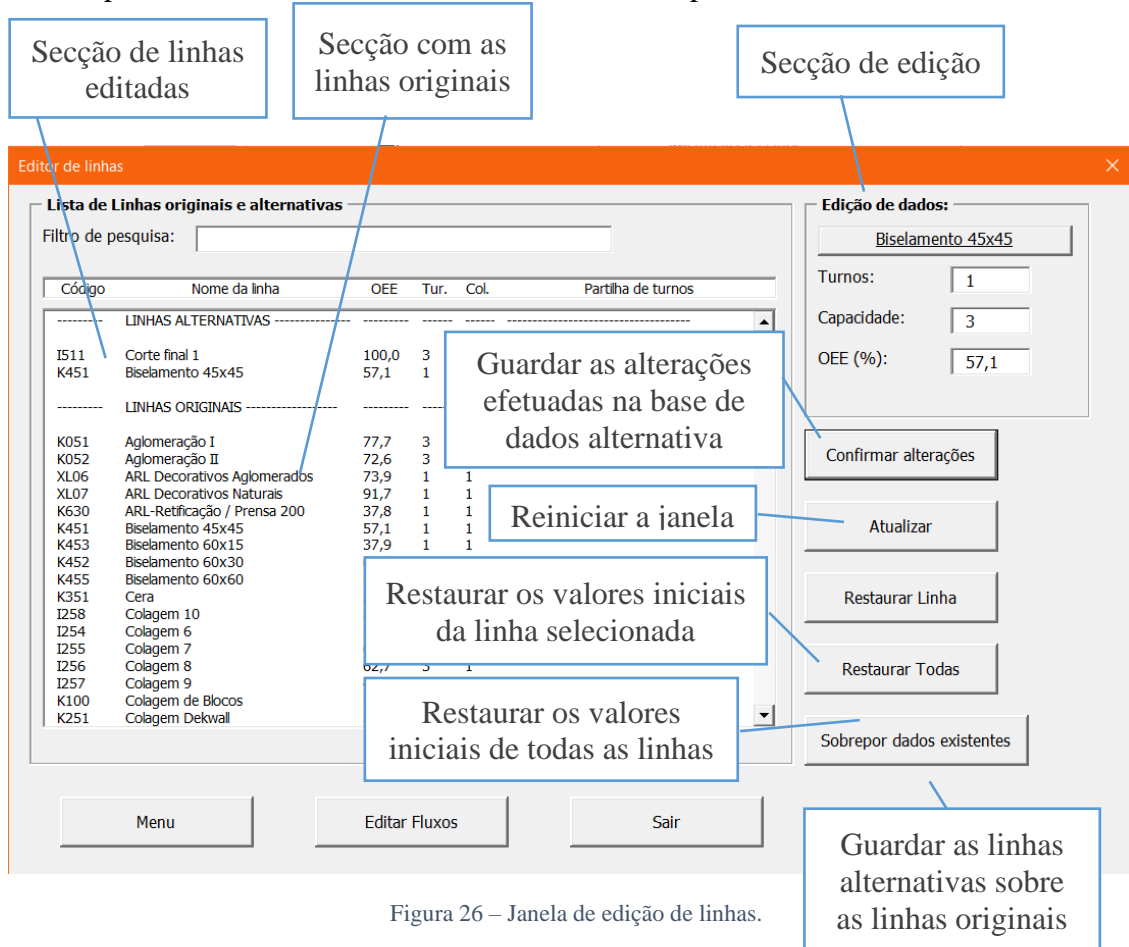 Secção de linhas
editadas
Secção com as
linhas originais
Secção de edição
Editor de linhas
Lista de Linhas originais e alternativas
Filtro de pesquisa:
Código Nome da linha OEE Tur. Col. Partilha de turnos
--------- LINHAS ALTERNATIVAS --------------- --------- ------ ------ ------------------------------------
I511 Corte final 1 100,0 3
K451 Biselamento 45x45 57,1 1
--------- LINHAS ORIGINAIS ------------------ ---------
K051 Aglomeração I 77,7 3
K052 Aglomeração II 72,6 3
XL06 ARL Decorativos Aglomerados 73,9 1 1
XL07 ARL Decorativos Naturais 91,7 1 1
K630 ARL-Retificação / Prensa 200 37,8 1 1
K451 Biselamento 45x45 57,1 1 1
K453 Biselamento 60x15 37,9 1 1
K452 Biselamento 60x30
K455 Biselamento 60x60
K351 Cera
I258 Colagem 10
I254 Colagem 6
I255 Colagem 7
I256 Colagem 8 62,7 3 1
I257 Colagem 9
K100 Colagem de Blocos
K251 Colagem Dekwall
Edição de dados:
Biselamento 45x45
Turnos: 1
Capacidade: 3
OEE (%): 57,1
Guardar as alterações
efetuadas na base de
dados alternativa
Confirmar alterações
Reiniciar a janela
Atualizar
Restaurar os valores iniciais
da linha selecionada
Restaurar Linha
Restaurar Todas
Restaurar os valores
iniciais de todas as linhas
Sobrepor dados existentes
Menu Editar Fluxos Sair
Guardar as linhas
alternativas sobre
as linhas originais
Figura 26 – Janela de edição de linhas.